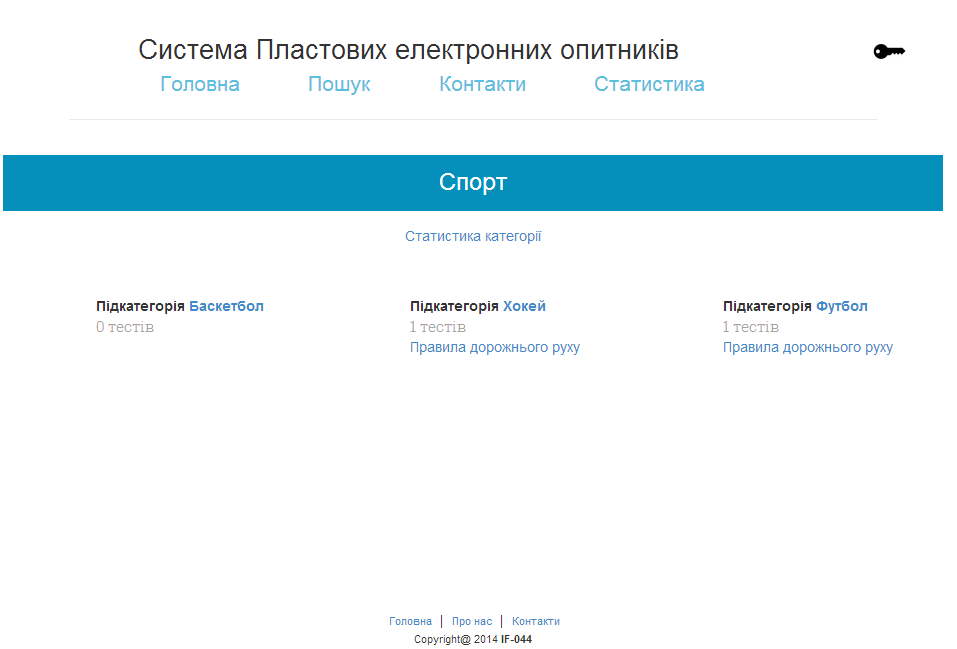 Система Пластових електронних опитників
Головна Пошук Контакти Статистика
Спорт
Статистика категорії
Підкатегорія Баскетбол
0 тестів
Підкатегорія Хокей
1 тестів
Правила дорожнього руху
Підкатегорія Футбол
1 тестів
Правила дорожнього руху
Головна | Про нас | Контакти
Copyright@ 2014 IF-044